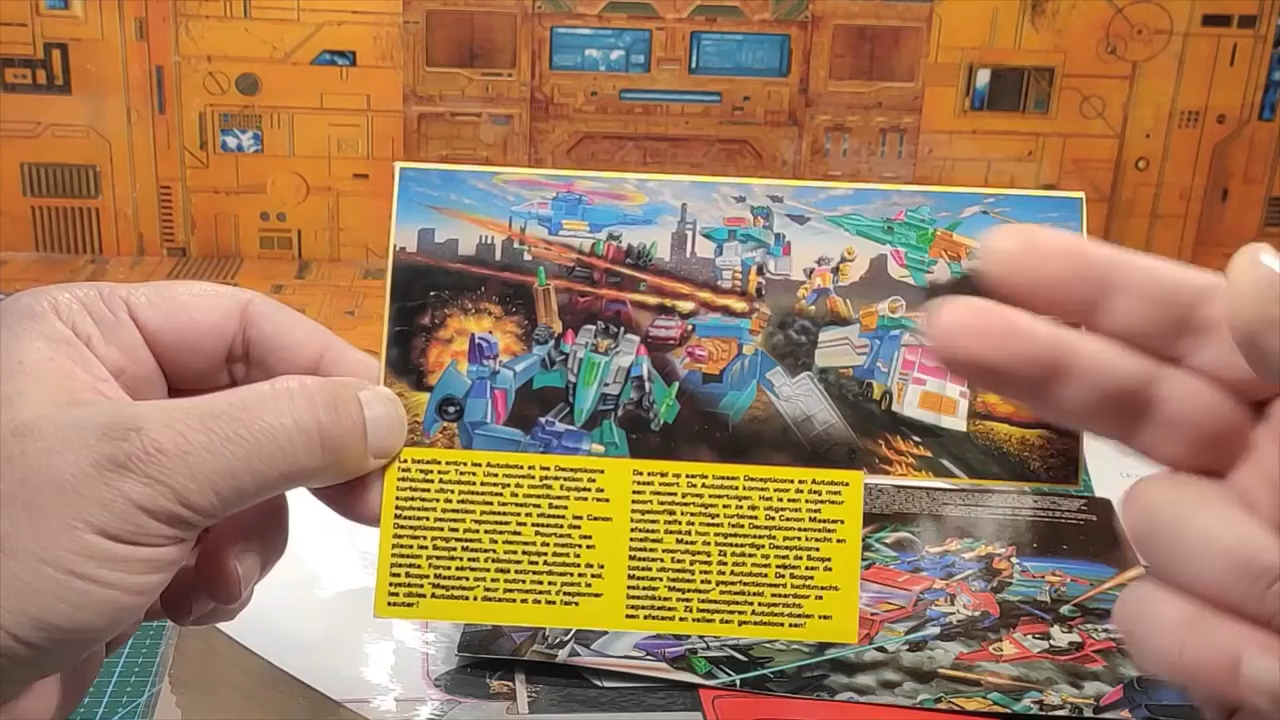 La bataille entre les Autobots et les Decepticons
fait rage sur Terre. Une nouvelle génération de
véhicules Autobots émerge du conflit. Equipés de
turbines ultra puissantes, ils constituent une race
supérieure de véhicules terrestres. Sans
équivalent question puissance et vitesse, les Canon
Masters peuvent repousser les assauts des
Decepticons les plus acharnés... Pourtant, ces
derniers progressent. Ils viennent de mettre en
place les Scope Masters, une équipe dont la
mission première est d'éliminer les Autobots de la
planète. Force aérienne déjà extraordinaire en soi,
les Scope Masters ont en outre mis au point le
système "Megavisor" leur permettant d'espionner
les cibles Autobots à distance et de les faire
sauter!
De strijd op aarde tussen Decepticons en Autobots
raast voort. De Autobots komen voor de dag met
een nieuwe groep voertuigen. Het is een superieur
soort voertuigen en ze zijn uitgerust met
ongelooflijk krachtige turbines. De Canon Masters
kunnen zelfs de meest felle Decepticon-aanvallen
afslaan dankzij hun ongeëvenaarde, pure kracht en
snelheid... Maar de boosaardige Decepticons
boeken vooruitgang. Zij duiken op met de Scope
Masters. Een groep die zich moet wijden aan de
totale uitroeiing van de Autobots. De Scope
Masters hebben als geperfectioneerd luchtmacht-
eskader "Megavisor" ontwikkeld, waardoor ze
beschikken over telescopische superzicht-
capaciteiten. Zij bespioneren Autobot-doelen van
een afstand en vallen dan genadeloos aan!